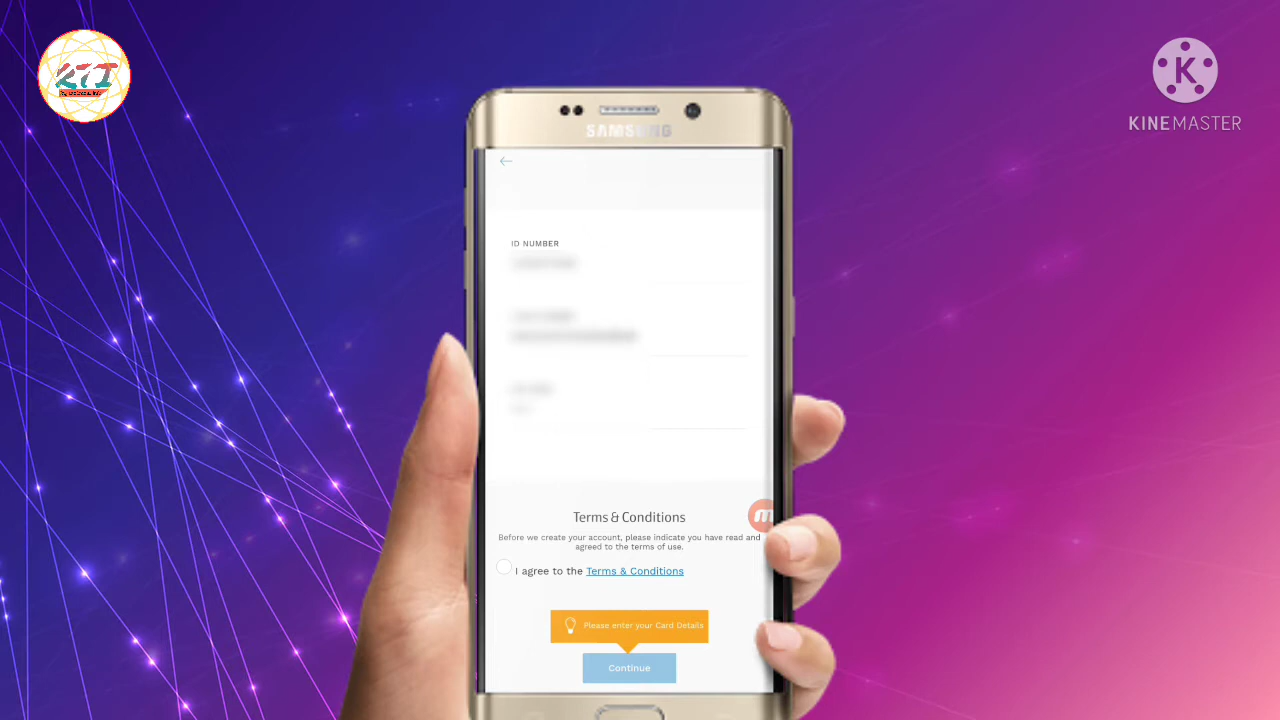 KTI
K
KINEMASTER
SAMSUNG
ID NUMBER
Terms & Conditions
Before we create your account, please indicate you have read and
agreed to the terms of use.
I agree to the Terms & Conditions
Please enter your Card Details
Continue